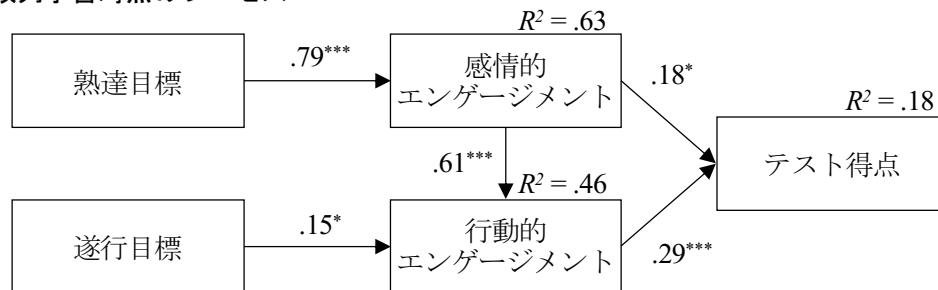 R² = .63
熟達目標
.79***
感情的
エンゲージメント
.18*
R² = .18
テスト得点
.61***
R² = .46
遂行目標
.15*
行動的
エンゲージメント
.29***